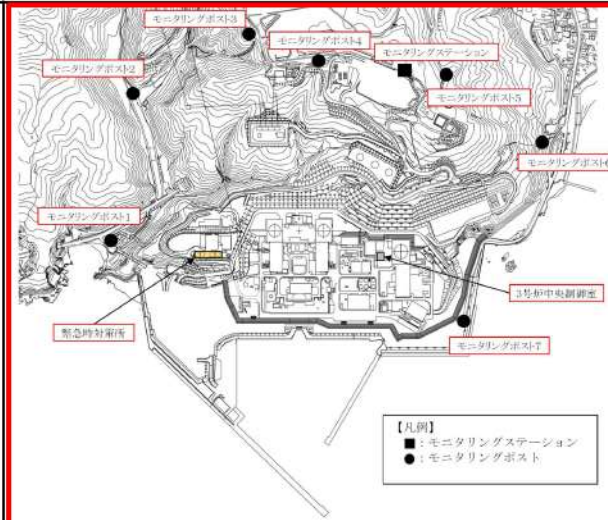 モニタリングポスト3
モニタリングポスト4
モニタリングステーション
モニタリングポスト2
モニタリングポスト5
モニタリングポスト6
モニタリングポスト1
3号炉中央制御室
緊急時対策所
モニタリングポスト7
【凡例】
■：モニタリングステーション
●：モニタリングポスト